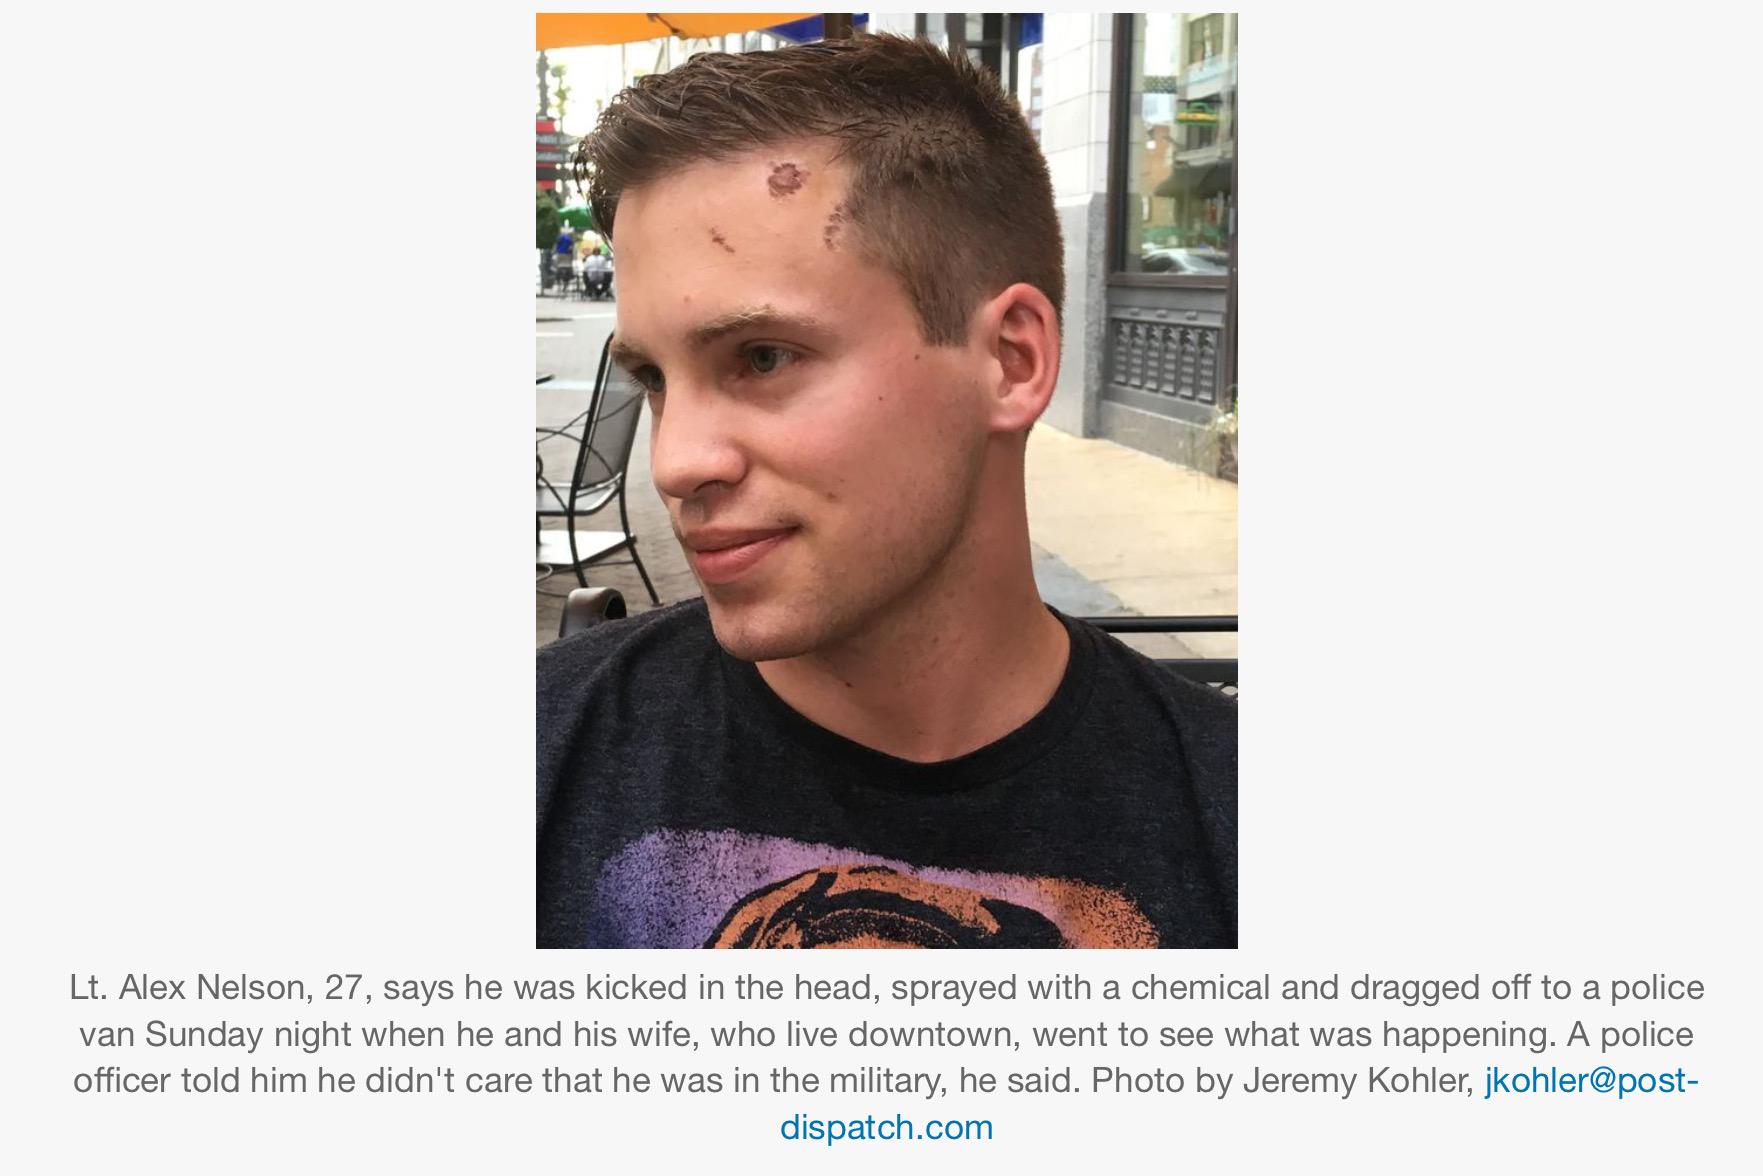 Lt. Alex Nelson, 27, says he was kicked in the head, sprayed with a chemical and dragged off to a police
van Sunday night when he and his wife, who live downtown, went to see what was happening. A police
officer told him he didn't care that he was in the military, he said. Photo by Jeremy Kohler, jkohler@post-
dispatch.com